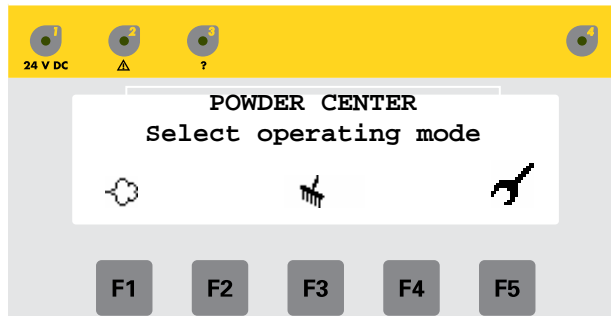 1 2 3 4
24 V DC ⚠ ?
POWDER CENTER
Select operating mode
F1 F2 F3 F4 F5